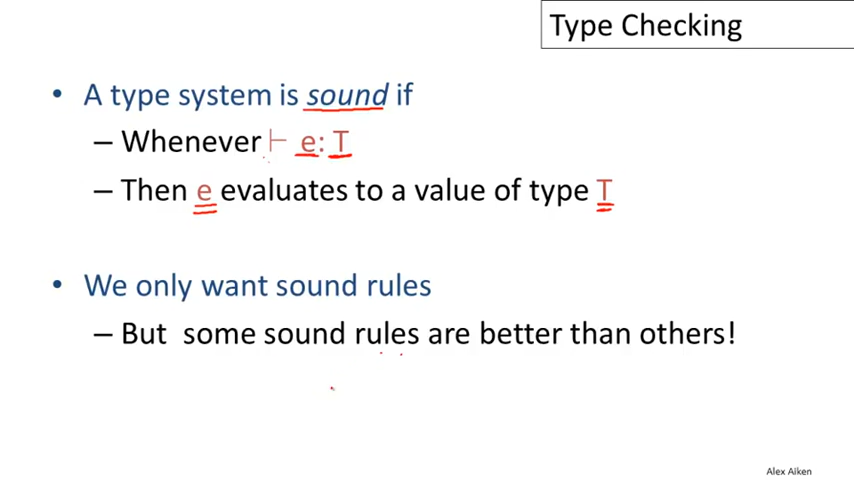 Type Checking
• A type system is sound if
– Whenever ⊢ e: T
– Then e evaluates to a value of type T
• We only want sound rules
– But some sound rules are better than others!
Alex Aiken